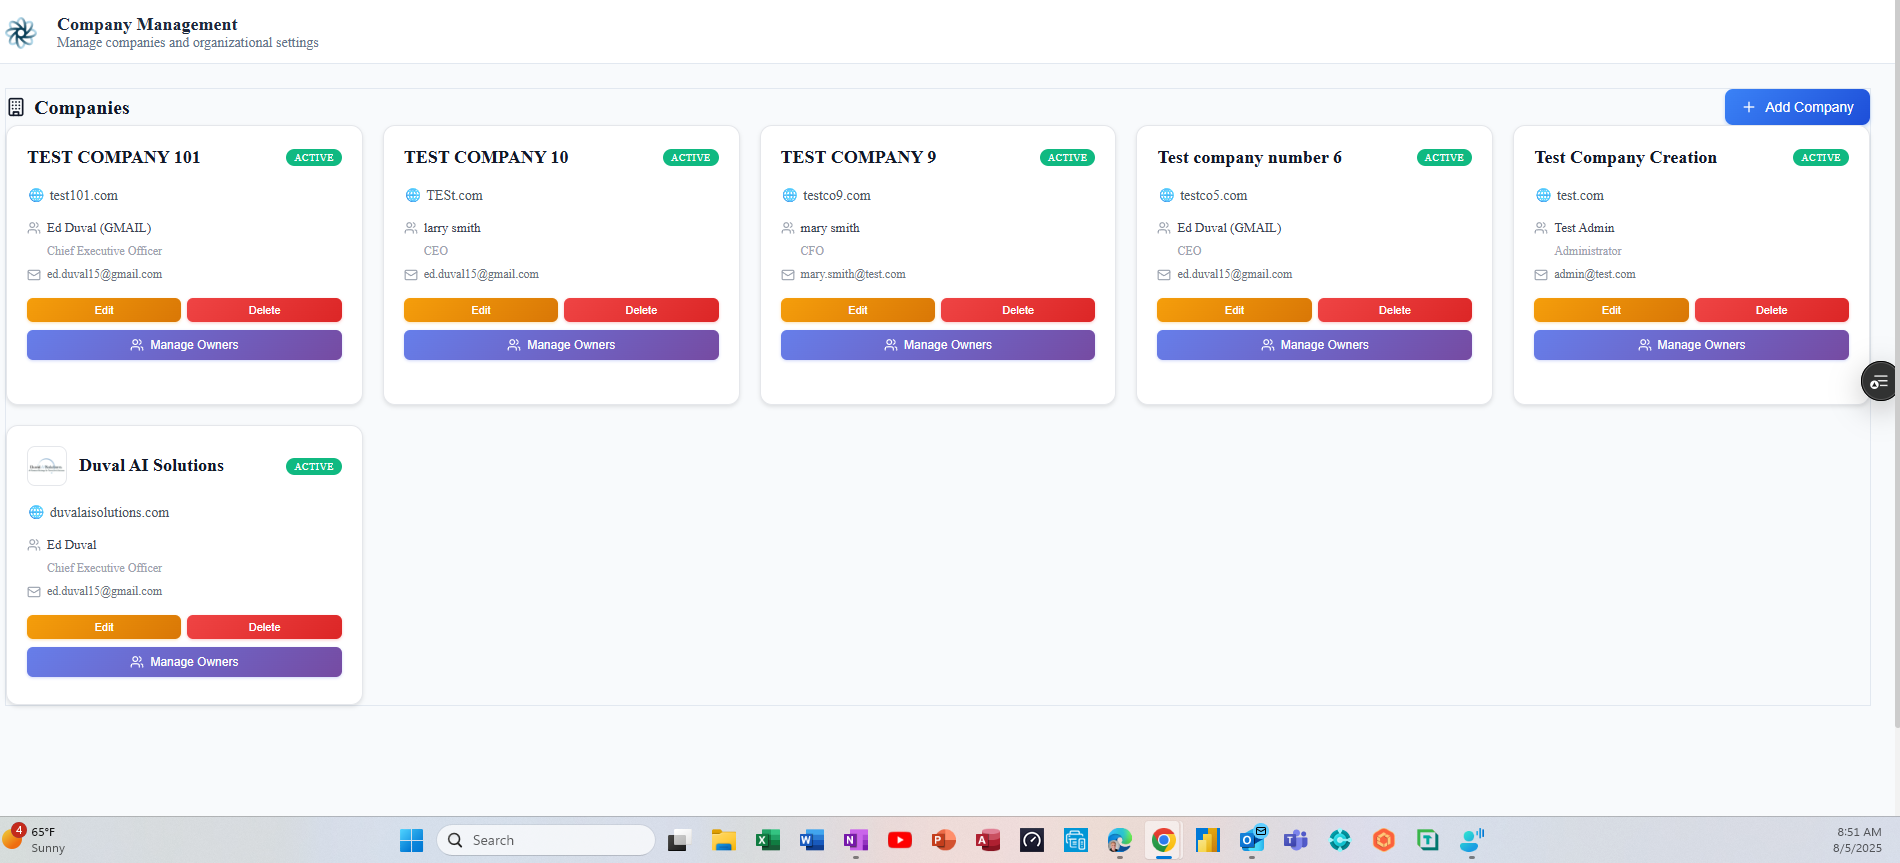 Company Management
Manage companies and organizational settings
Companies
Add Company
TEST COMPANY 101
ACTIVE
test101.com
Ed Duval (GMAIL)
Chief Executive Officer
ed.duval15@gmail.com
Edit
Delete
Manage Owners
TEST COMPANY 10
ACTIVE
TESt.com
larry smith
CEO
ed.duval15@gmail.com
Edit
Delete
Manage Owners
TEST COMPANY 9
ACTIVE
testco9.com
mary smith
CFO
mary.smith@test.com
Edit
Delete
Manage Owners
Test company number 6
ACTIVE
testco5.com
Ed Duval (GMAIL)
CEO
ed.duval15@gmail.com
Edit
Delete
Manage Owners
Test Company Creation
ACTIVE
test.com
Test Admin
Administrator
admin@test.com
Edit
Delete
Manage Owners
Duval AI Solutions
ACTIVE
duvalaisolutions.com
Ed Duval
Chief Executive Officer
ed.duval15@gmail.com
Edit
Delete
Manage Owners
4
65°F
Sunny
Search
8:51 AM
8/5/2025